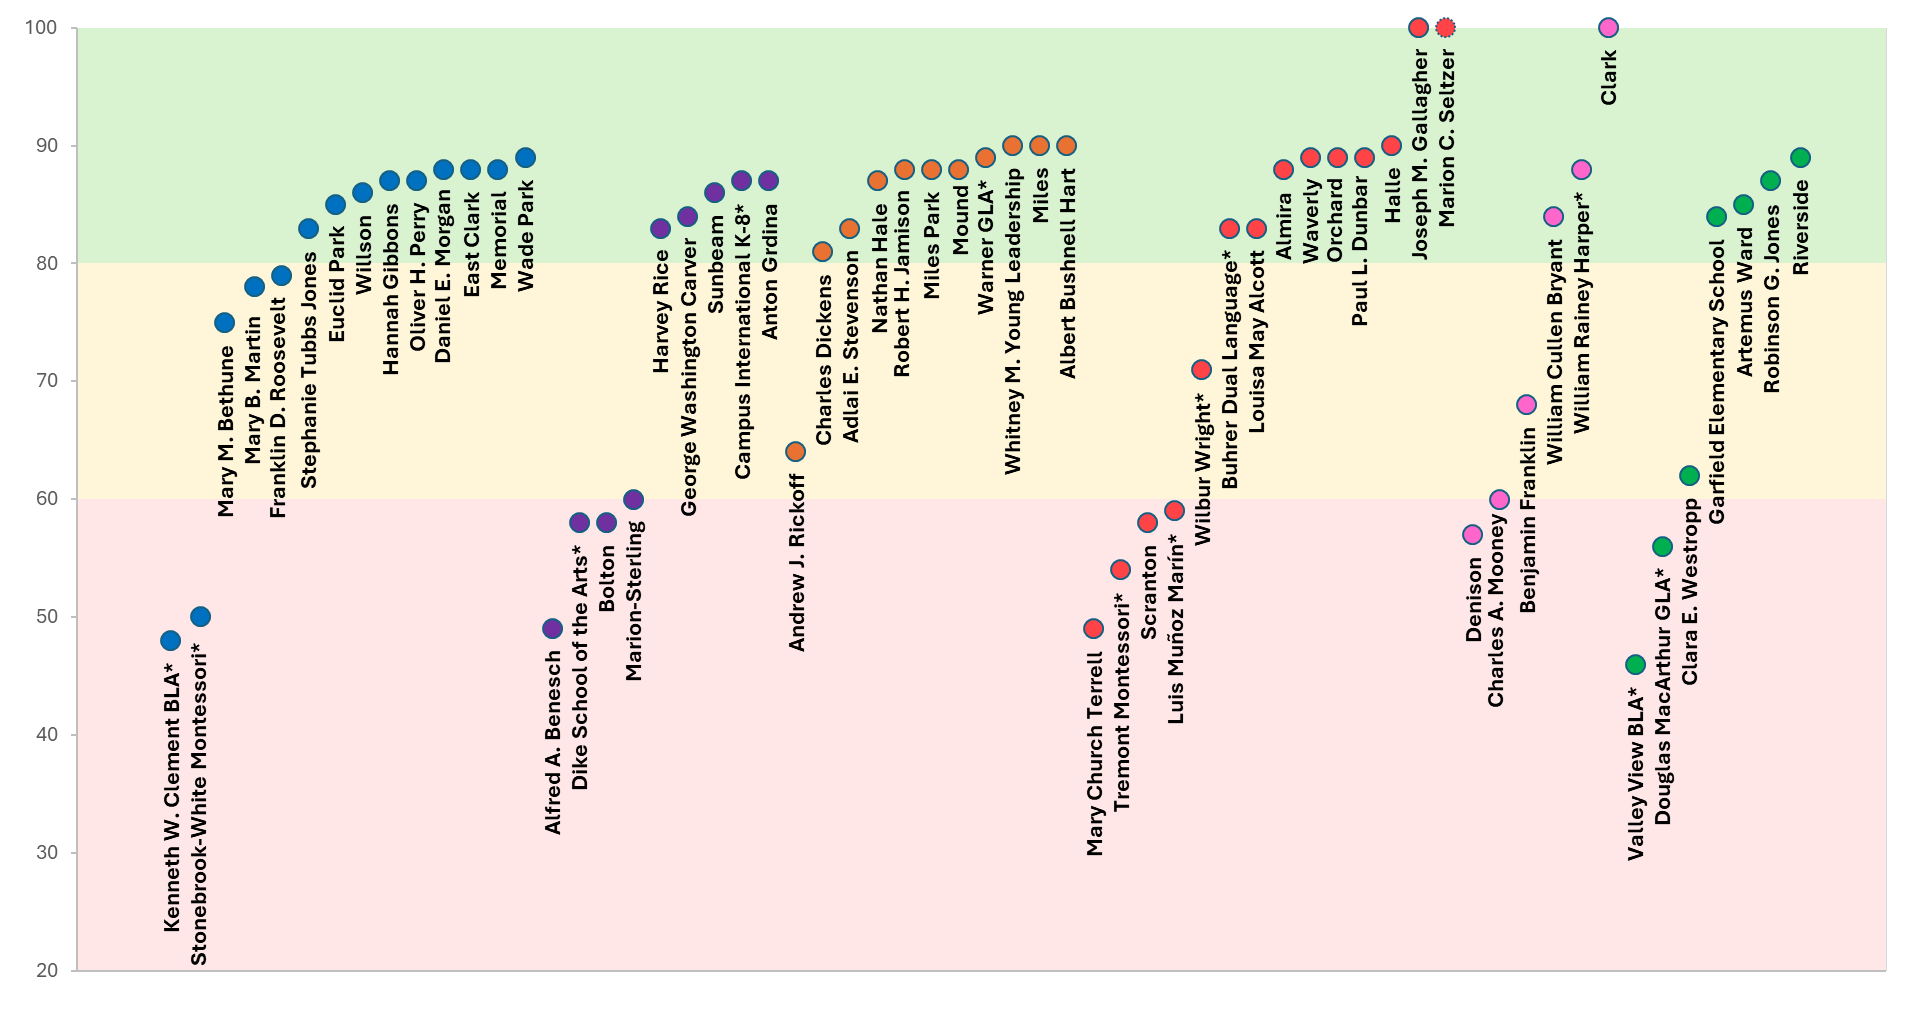 100
90
80
70
60
50
40
30
20
Kenneth W. Clement BLA*
Stonebrook-White Montessori*
Mary M. Bethune
Mary B. Martin
Franklin D. Roosevelt
Stephanie Tubbs Jones
Euclid Park
Willson
Hannah Gibbons
Oliver H. Perry
Daniel E. Morgan
East Clark
Memorial
Wade Park
Alfred A. Benesch
Dike School of the Arts*
Bolton
Marion-Sterling
Harvey Rice
George Washington Carver
Sunbeam
Campus International K-8*
Anton Grdina
Andrew J. Rickoff
Charles Dickens
Adlai E. Stevenson
Nathan Hale
Robert H. Jamison
Miles Park
Mound
Warner GLA*
Whitney M. Young Leadership
Miles
Albert Bushnell Hart
Mary Church Terrell
Tremont Montessori*
Scranton
Luis Muñoz Marín*
Wilbur Wright*
Buhrer Dual Language*
Louisa May Alcott
Almira
Waverly
Orchard
Paul L. Dunbar
Halle
Joseph M. Gallagher
Marion C. Seltzer
Denison
Charles A. Mooney
Benjamin Franklin
William Cullen Bryant
William Rainey Harper*
Clark
Valley View BLA*
Douglas MacArthur GLA*
Clara E. Westropp
Garfield Elementary School
Artemus Ward
Robinson G. Jones
Riverside